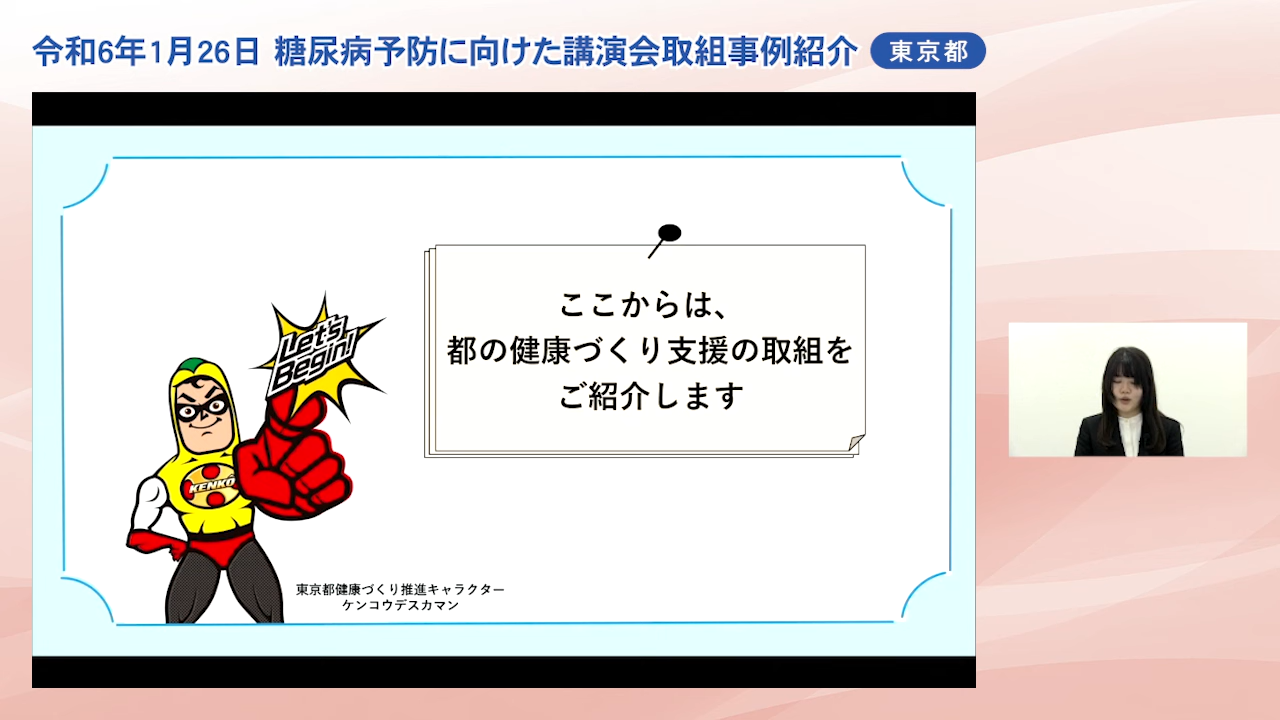 令和6年1月26日 糖尿病予防に向けた講演会取組事例紹介 東京都
ここからは、
都の健康づくり支援の取組を
ご紹介します
Let's
Begin!
KENKO
東京都健康づくり推進キャラクター
ケンコウデスカマン